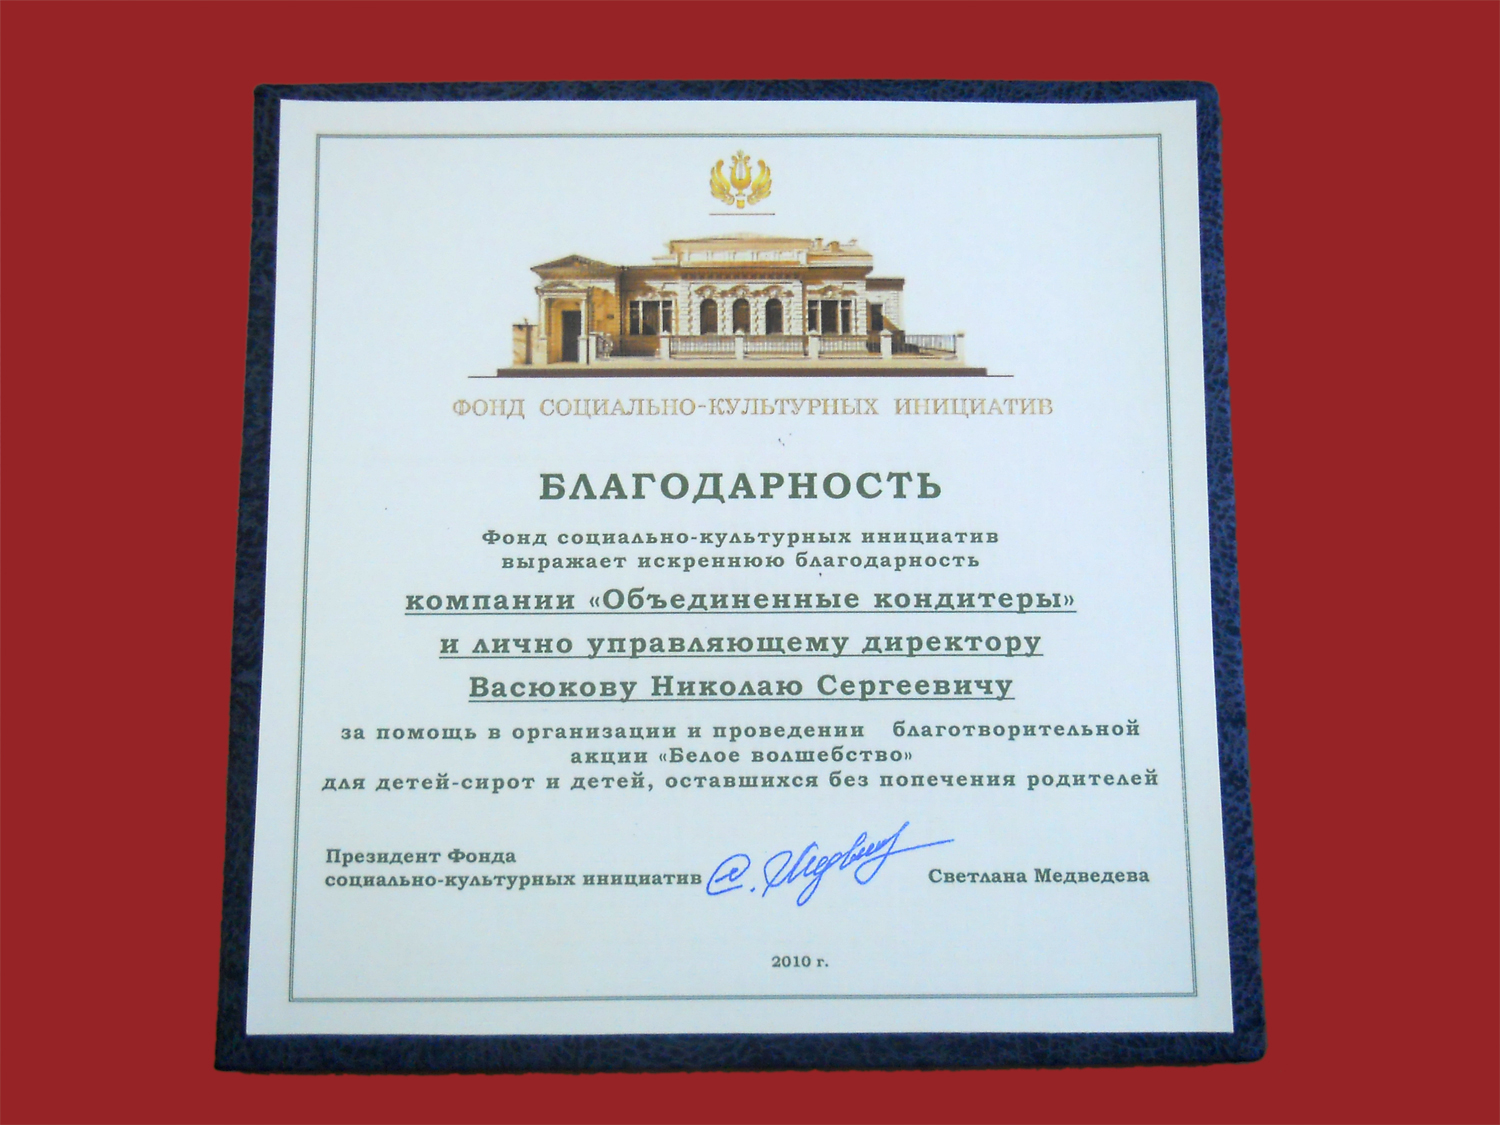 ФОНД СОЦИАЛЬНО-КУЛЬТУРНЫХ ИНИЦИАТИВ
БЛАГОДАРНОСТЬ
Фонд социально-культурных инициатив
выражает искреннюю благодарность
компании «Объединенные кондитеры»
и лично управляющему директору
Васюкову Николаю Сергеевичу
за помощь в организации и проведении благотворительной
акции «Белое волшебство»
для детей-сирот и детей, оставшихся без попечения родителей
Президент Фонда
социально-культурных инициатив
Светлана Медведева
2010 г.